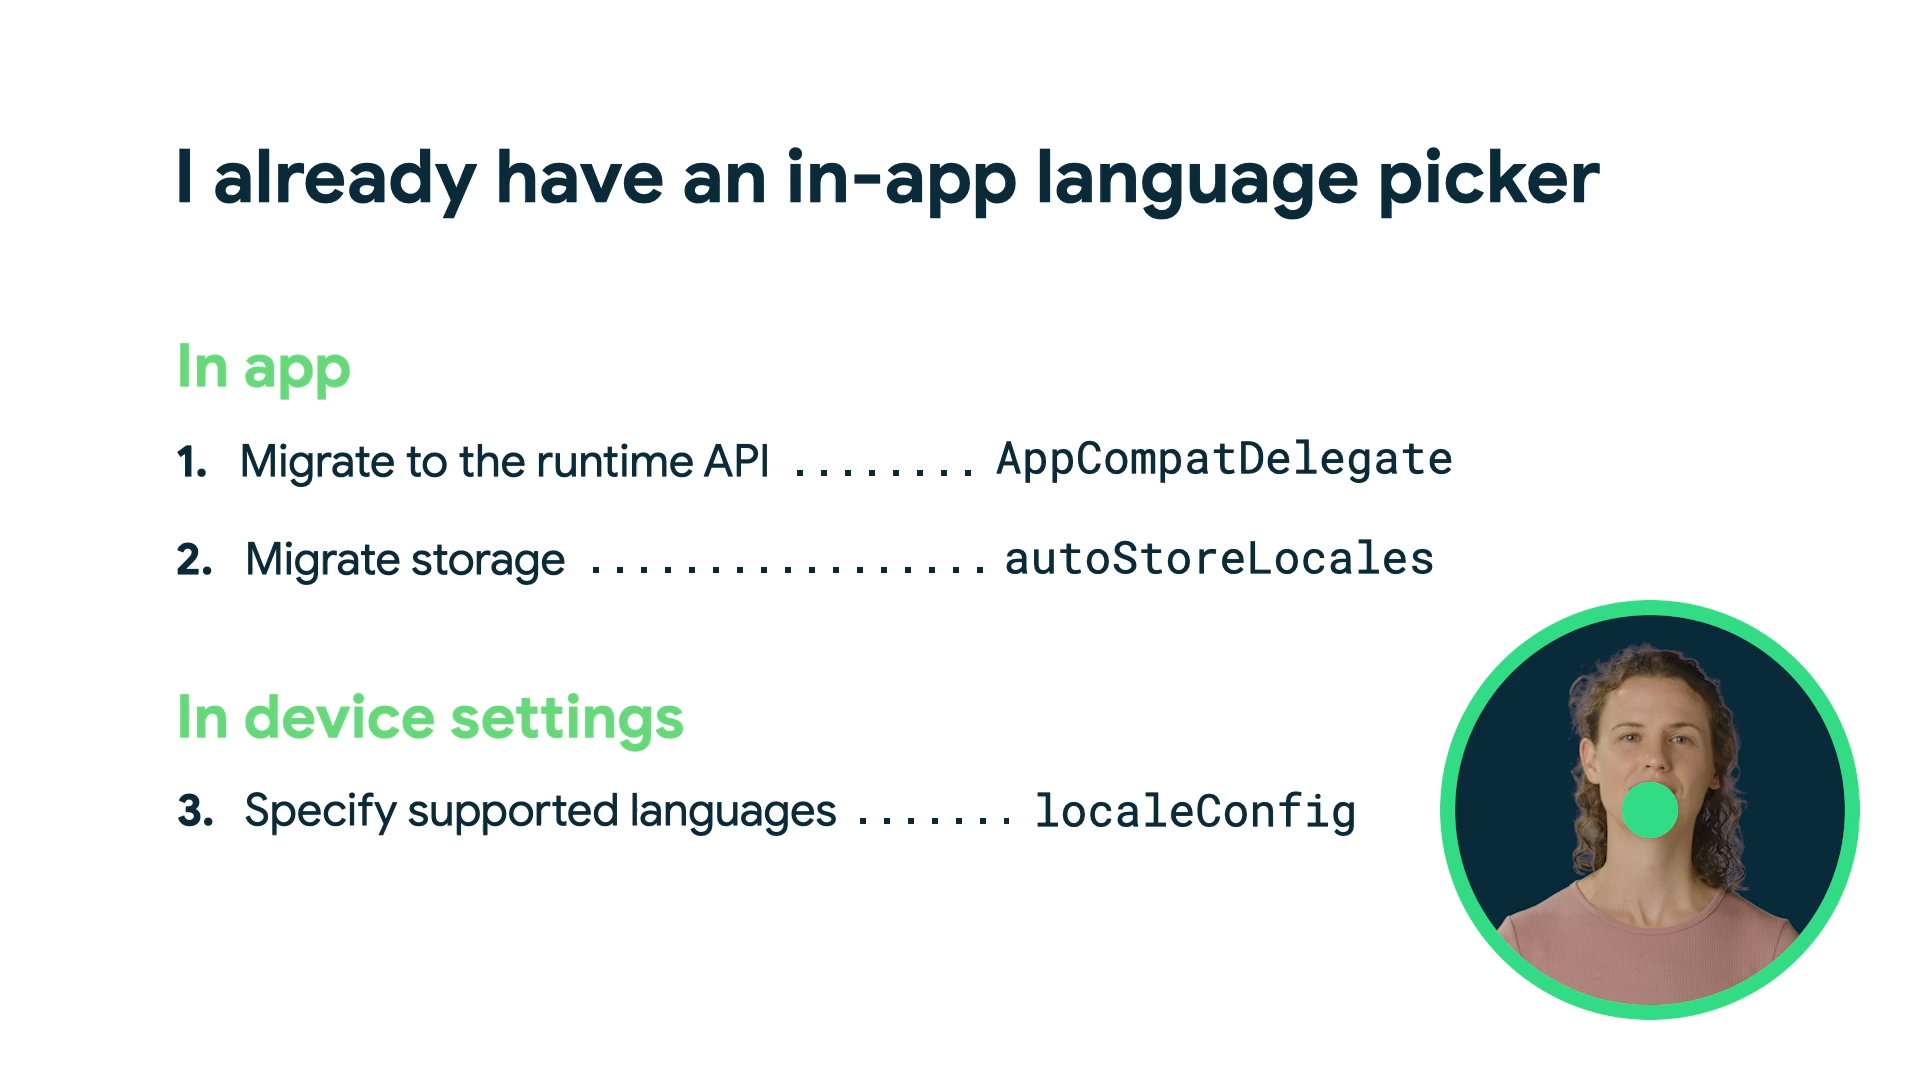 I already have an in-app language picker
In app
1. Migrate to the runtime API ........ AppCompatDelegate
2. Migrate storage ................. autoStoreLocales
In device settings
3. Specify supported languages ....... localeConfig